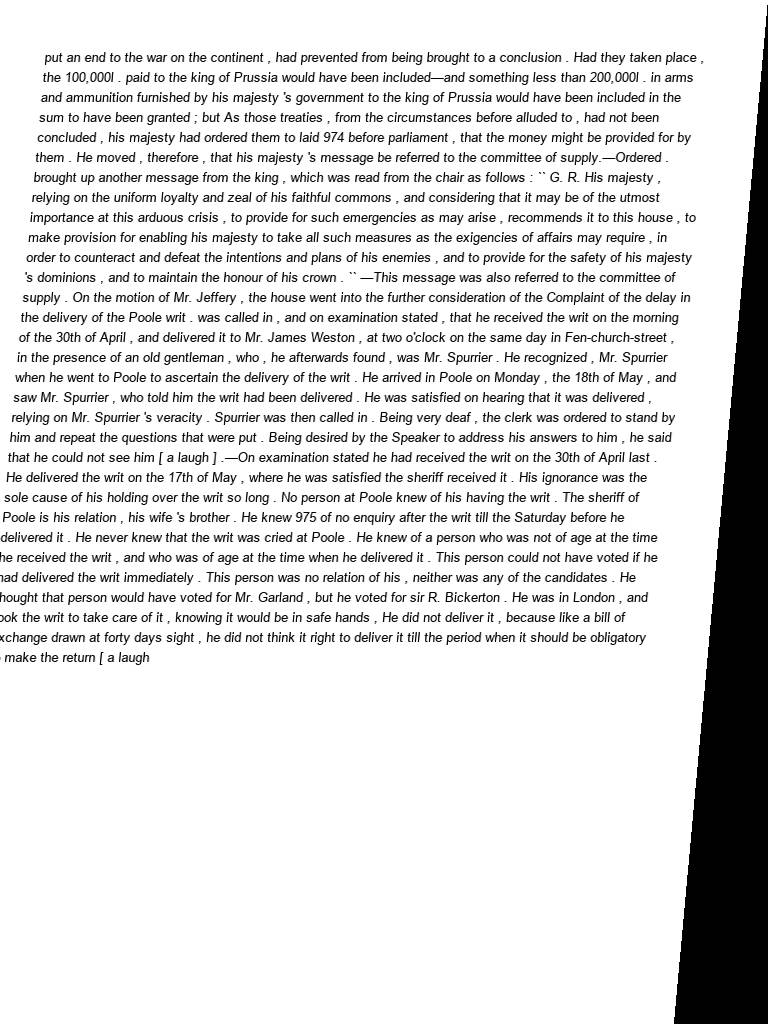 put an end to the war on the continent , had prevented from being brought to a conclusion . Had they taken place ,
the 100,000l . paid to the king of Prussia would have been included—and something less than 200,000l . in arms
and ammunition furnished by his majesty 's government to the king of Prussia would have been included in the
sum to have been granted ; but As those treaties , from the circumstances before alluded to , had not been
concluded , his majesty had ordered them to laid 974 before parliament , that the money might be provided for by
them . He moved , therefore , that his majesty 's message be referred to the committee of supply.—Ordered .
brought up another message from the king , which was read from the chair as follows : `` G. R. His majesty ,
relying on the uniform loyalty and zeal of his faithful commons , and considering that it may be of the utmost
importance at this arduous crisis , to provide for such emergencies as may arise , recommends it to this house , to
make provision for enabling his majesty to take all such measures as the exigencies of affairs may require , in
order to counteract and defeat the intentions and plans of his enemies , and to provide for the safety of his majesty
's dominions , and to maintain the honour of his crown . `` —This message was also referred to the committee of
supply . On the motion of Mr. Jeffery , the house went into the further consideration of the Complaint of the delay in
the delivery of the Poole writ . was called in , and on examination stated , that he received the writ on the morning
of the 30th of April , and delivered it to Mr. James Weston , at two o'clock on the same day in Fen-church-street ,
in the presence of an old gentleman , who , he afterwards found , was Mr. Spurrier . He recognized , Mr. Spurrier
when he went to Poole to ascertain the delivery of the writ . He arrived in Poole on Monday , the 18th of May , and
saw Mr. Spurrier , who told him the writ had been delivered . He was satisfied on hearing that it was delivered ,
relying on Mr. Spurrier 's veracity . Spurrier was then called in . Being very deaf , the clerk was ordered to stand by
him and repeat the questions that were put . Being desired by the Speaker to address his answers to him , he said
that he could not see him [ a laugh ] .—On examination stated he had received the writ on the 30th of April last .
He delivered the writ on the 17th of May , where he was satisfied the sheriff received it . His ignorance was the
sole cause of his holding over the writ so long . No person at Poole knew of his having the writ . The sheriff of
Poole is his relation , his wife 's brother . He knew 975 of no enquiry after the writ till the Saturday before he
delivered it . He never knew that the writ was cried at Poole . He knew of a person who was not of age at the time
he received the writ , and who was of age at the time when he delivered it . This person could not have voted if he
had delivered the writ immediately . This person was no relation of his , neither was any of the candidates . He
hought that person would have voted for Mr. Garland , but he voted for sir R. Bickerton . He was in London , and
ook the writ to take care of it , knowing it would be in safe hands , He did not deliver it , because like a bill of
xchange drawn at forty days sight , he did not think it right to deliver it till the period when it should be obligatory
make the return [ a laugh